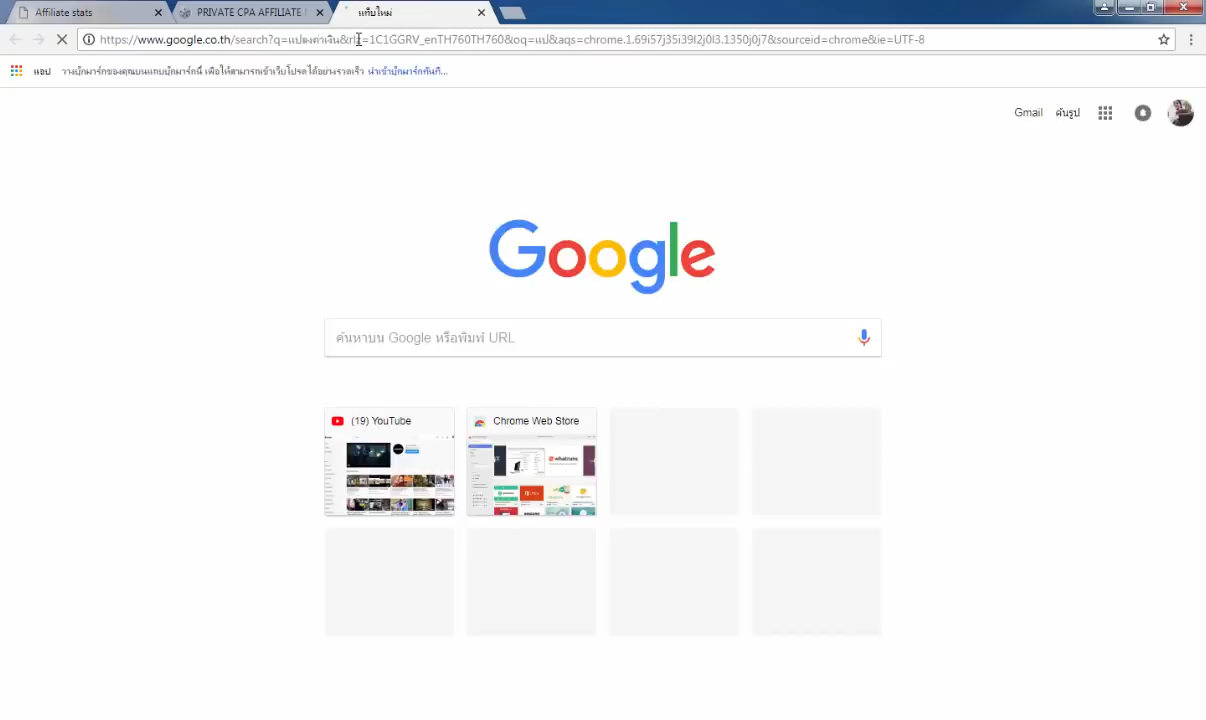 Affiliate stats
PRIVATE CPA AFFILIATE
แท็บใหม่
https://www.google.co.th/search?q=แปลงค่าเงิน&rlz=1C1GGRV_enTH760TH760&oq=แป&aqs=chrome.1.69i57j35i39l2j0l3.1350j0j7&sourceid=chrome&ie=UTF-8
แอป วางบุ๊กมาร์กของคุณบนแถบบุ๊กมาร์กนี้ เพื่อให้สามารถเข้าเว็บโปรดได้อย่างรวดเร็ว นำเข้าบุ๊กมาร์กทันที...
Gmail ค้นรูป
Google
ค้นหาบน Google หรือพิมพ์ URL
(19) YouTube
Chrome Web Store